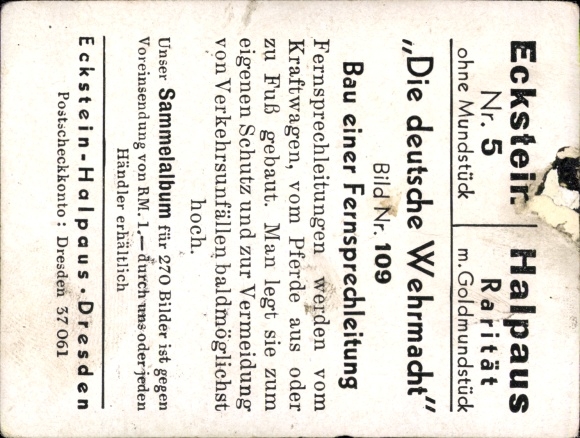 Eckstein Halpaus
Nr. 5 Rarität
ohne Mundstück m. Goldmundstück
„Die deutsche Wehrmacht"
Bild Nr. 109
Bau einer Fernsprechleitung
Fernsprechleitungen werden vom
Kraftwagen, vom Pferde aus oder
zu Fuß gebaut. Man legt sie zum
eigenen Schutz und zur Vermeidung
von Verkehrsunfällen baldmöglichst
hoch.
Unser Sammelalbum für 270 Bilder ist gegen
Voreinsendung von RM. 1.— durch uns oder jeden
Händler erhältlich
Eckstein-Halpaus · Dresden
Postscheckkonto: Dresden 37 061